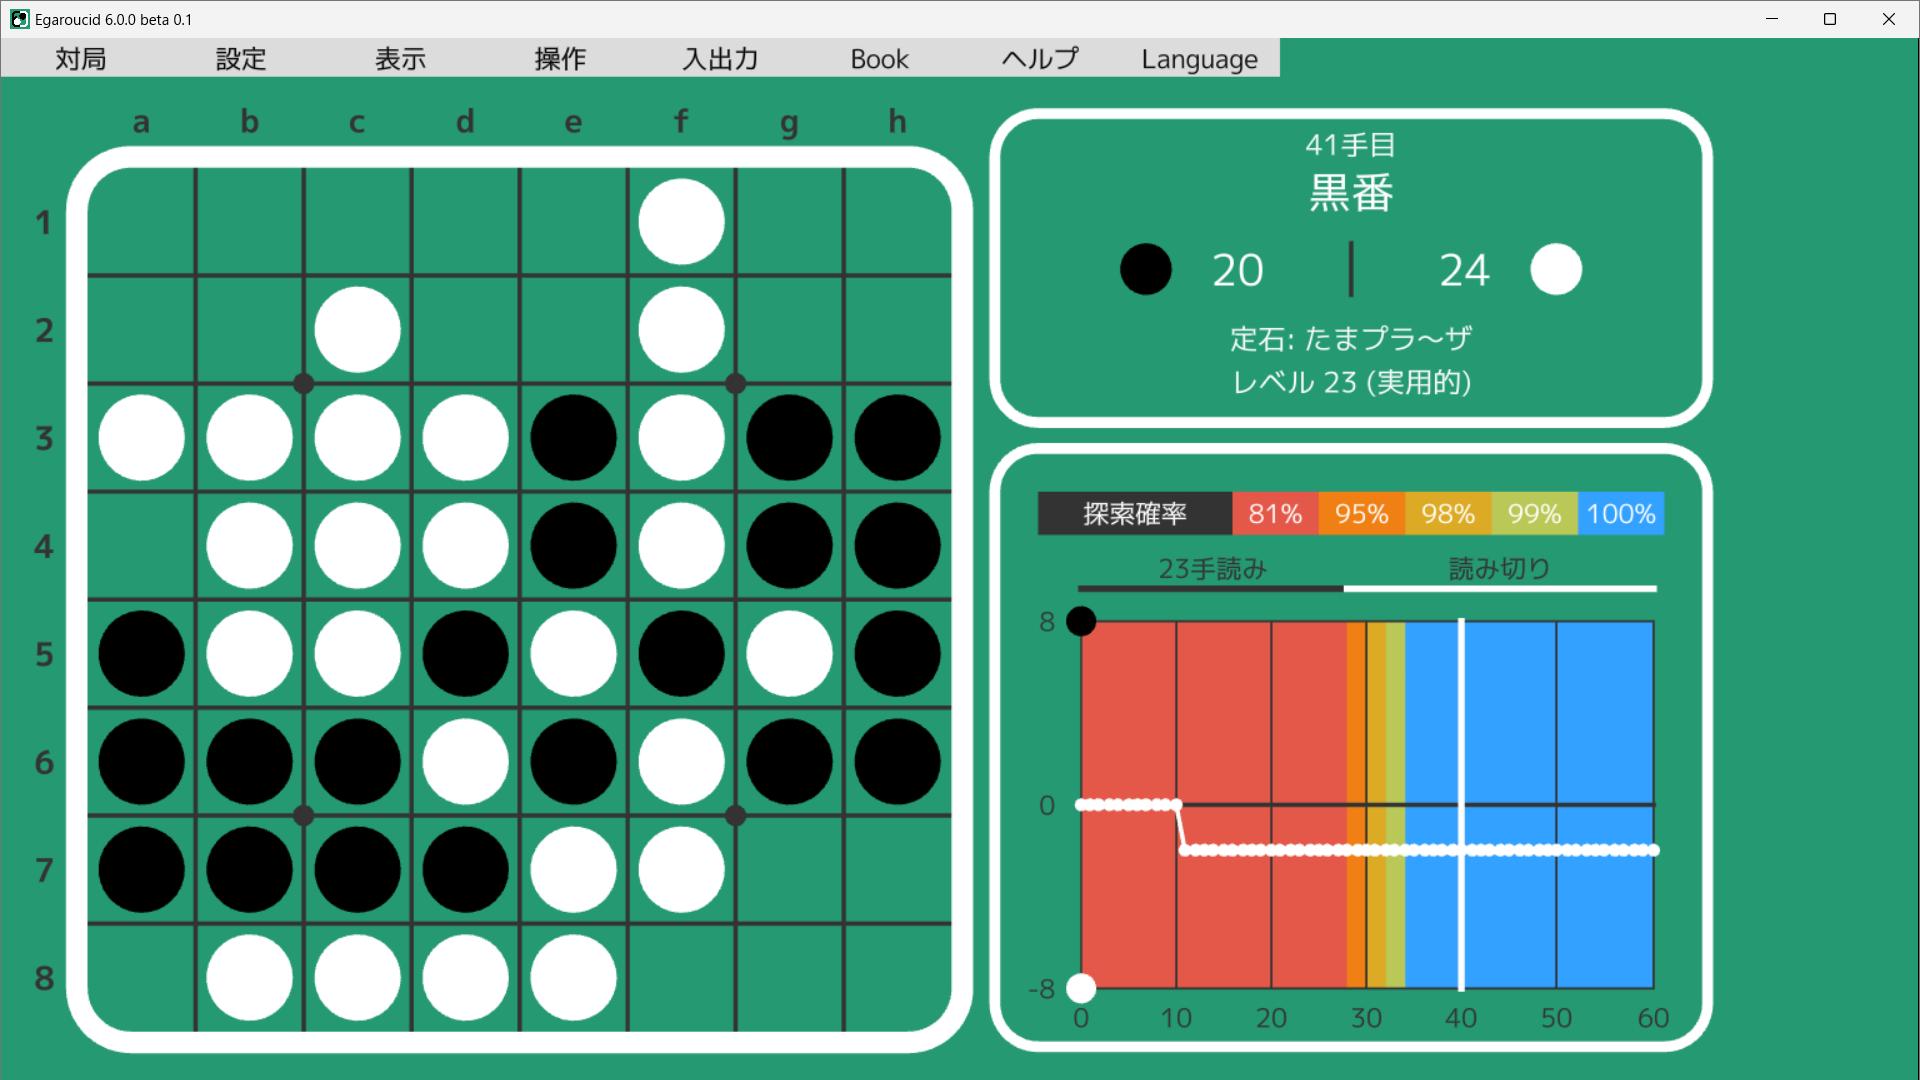 Egaroucid 6.0.0 beta 0.1
対局 設定 表示 操作 入出力 Book ヘルプ Language
a b c d e f g h
1
2
3
4
5
6
7
8
41手目
黒番
20 24
定石: たまプラ～ザ
レベル 23 (実用的)
探索確率 81% 95% 98% 99% 100%
23手読み 読み切り
8
0
-8
0 10 20 30 40 50 60